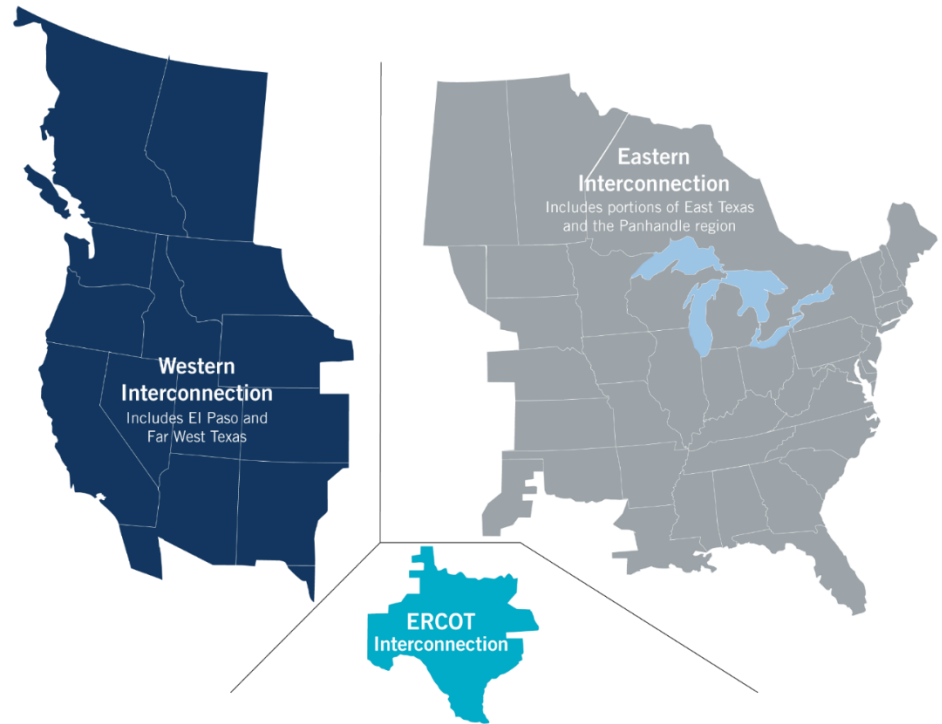 Western
Interconnection
Includes El Paso and
Far West Texas
Eastern
Interconnection
Includes portions of East Texas
and the Panhandle region
ERCOT
Interconnection